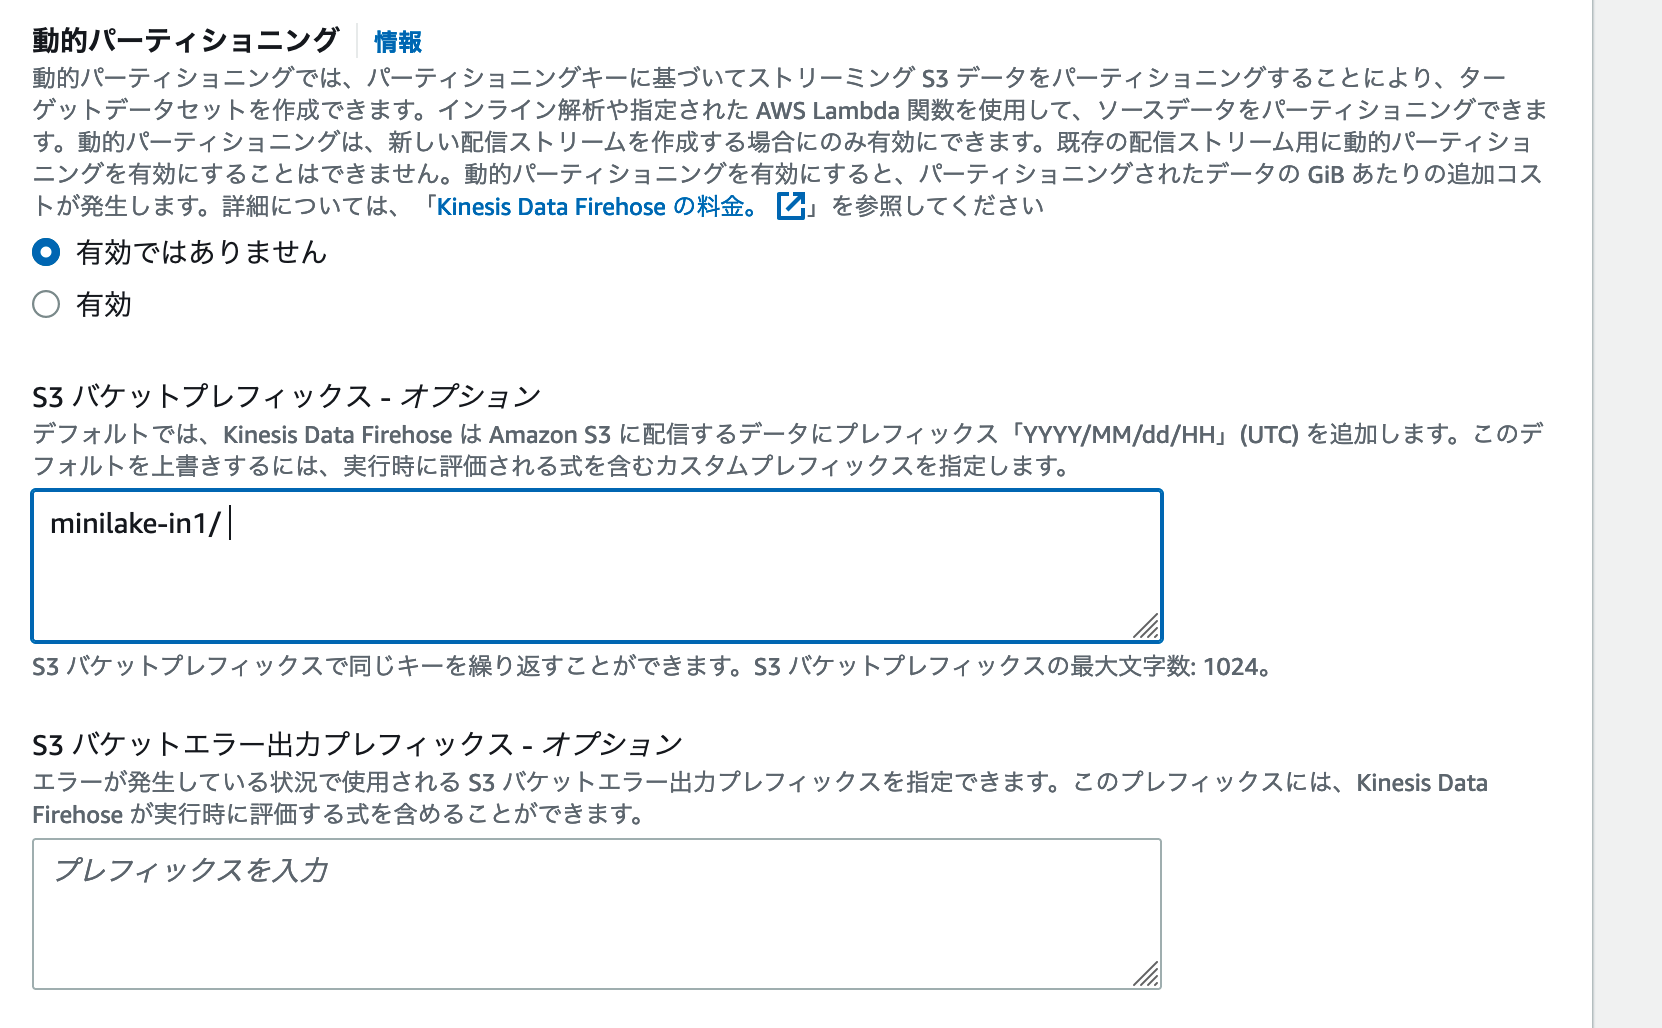 動的パーティショニング 情報
動的パーティショニングでは、パーティショニングキーに基づいてストリーミング S3 データをパーティショニングすることにより、ター
ゲットデータセットを作成できます。インライン解析や指定された AWS Lambda 関数を使用して、ソースデータをパーティショニングできま
す。動的パーティショニングは、新しい配信ストリームを作成する場合にのみ有効にできます。既存の配信ストリーム用に動的パーティショ
ニングを有効にすることはできません。動的パーティショニングを有効にすると、パーティショニングされたデータの GiB あたりの追加コス
トが発生します。詳細については、「Kinesis Data Firehose の料金。」を参照してください
有効ではありません
有効
S3 バケットプレフィックス - オプション
デフォルトでは、Kinesis Data Firehose は Amazon S3 に配信するデータにプレフィックス「YYYY/MM/dd/HH」(UTC) を追加します。このデ
フォルトを上書きするには、実行時に評価される式を含むカスタムプレフィックスを指定します。
minilake-in1/
S3 バケットプレフィックスで同じキーを繰り返すことができます。S3 バケットプレフィックスの最大文字数: 1024。
S3 バケットエラー出力プレフィックス - オプション
エラーが発生している状況で使用される S3 バケットエラー出力プレフィックスを指定できます。このプレフィックスには、Kinesis Data
Firehose が実行時に評価する式を含めることができます。
プレフィックスを入力